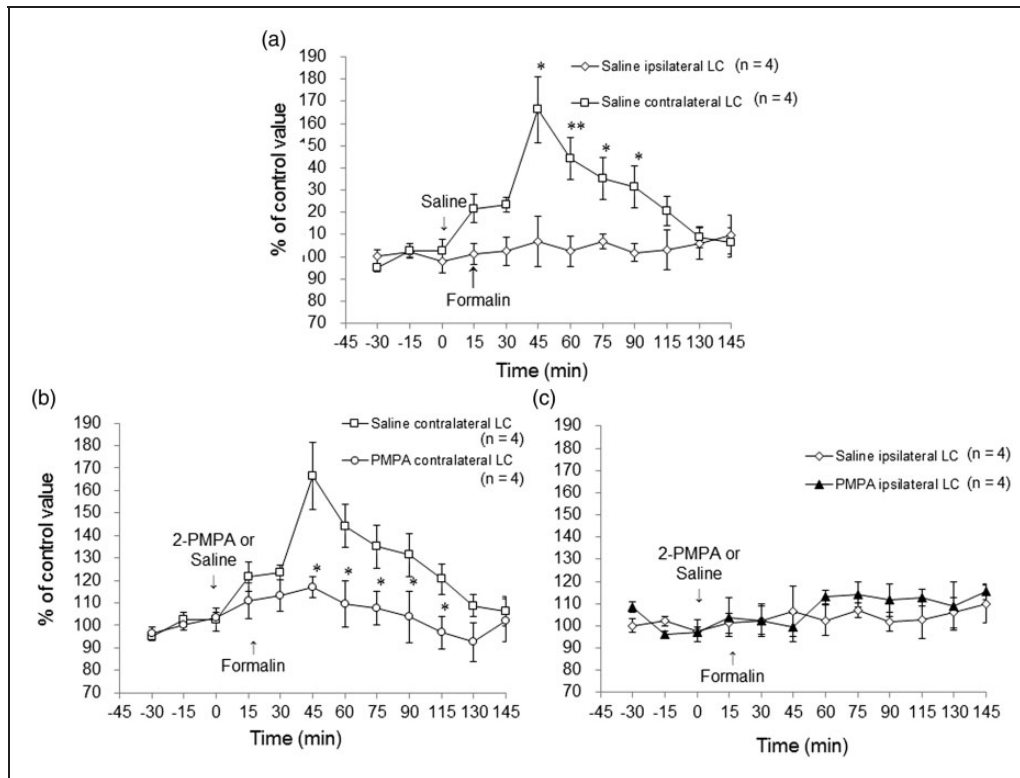 (a)
190
180
170
160
50
40
30
20
10
00
90
80
70
% of control value
Saline ipsilateral LC (n = 4)
Saline contralateral LC (n = 4)
*
**
*
*
Saline
↓
↑
Formalin
-45 -30 -15 0 15 30 45 60 75 90 115 130 145
Time (min)
(b)
190
180
170
160
150
140
130
120
110
100
90
80
70
% of control value
Saline contralateral LC
(n = 4)
PMPA contralateral LC
(n = 4)
2-PMPA or
Saline
↓
* * * * *
↑
Formalin
-45 -30 -15 0 15 30 45 60 75 90 115 130 145
Time (min)
(c)
190
180
170
160
150
140
130
120
110
100
90
80
70
Saline ipsilateral LC (n = 4)
PMPA ipsilateral LC (n = 4)
2-PMPA or
Saline
↓
↑
Formalin
-45 -30 -15 0 15 30 45 60 75 90 115 130 145
Time (min)